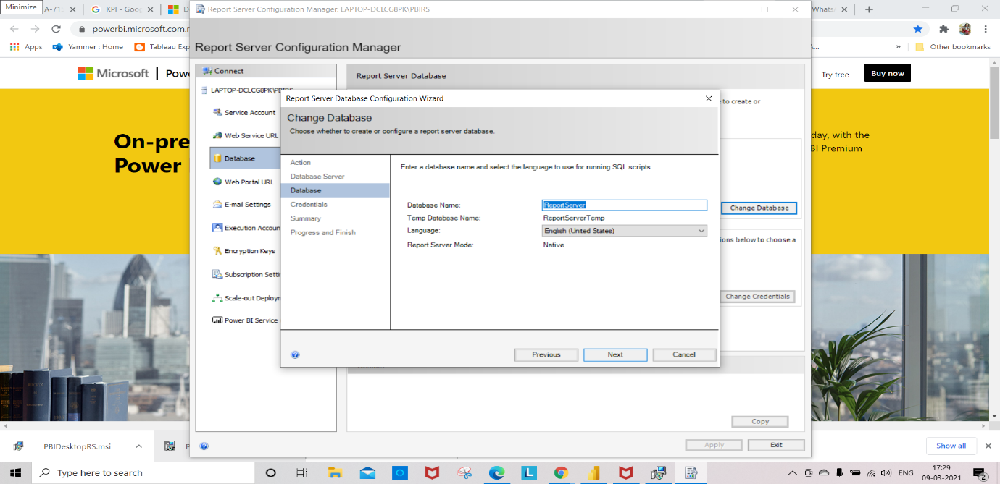 Minimize
TA-715
KPI - Goo
Report Server Configuration Manager: LAPTOP-DCLCG8PK\PBIRS
Whats
powerbi.microsoft.com
Apps
Yammer : Home
Tableau Exp
Other bookmarks
Report Server Configuration Manager
Microsoft
Pow
Try free
Buy now
Connect
Report Server Database
LAPTOP-DCLCG8PK\PBIRS
e to create or
Service Account
Web Service URL
Database
Web Portal URL
E-mail Settings
Execution Accoun
Encryption Keys
Subscription Setti
Scale-out Deploym
Power BI Service
Report Server Database Configuration Wizard
Change Database
Choose whether to create or configure a report server database.
Action
Database Server
Database
Credentials
Summary
Progress and Finish
Enter a database name and select the language to use for running SQL scripts.
Database Name:
ReportServer
Temp Database Name:
ReportServerTemp
Language:
English (United States)
Report Server Mode:
Native
Previous
Next
Cancel
Change Database
ions below to choose a
Change Credentials
Results
Copy
Apply
Exit
On-pre
Power
day, with the
BI Premium
PBIDesktopRS.msi
Show all
Type here to search
ENG
17:29
09-03-2021
2